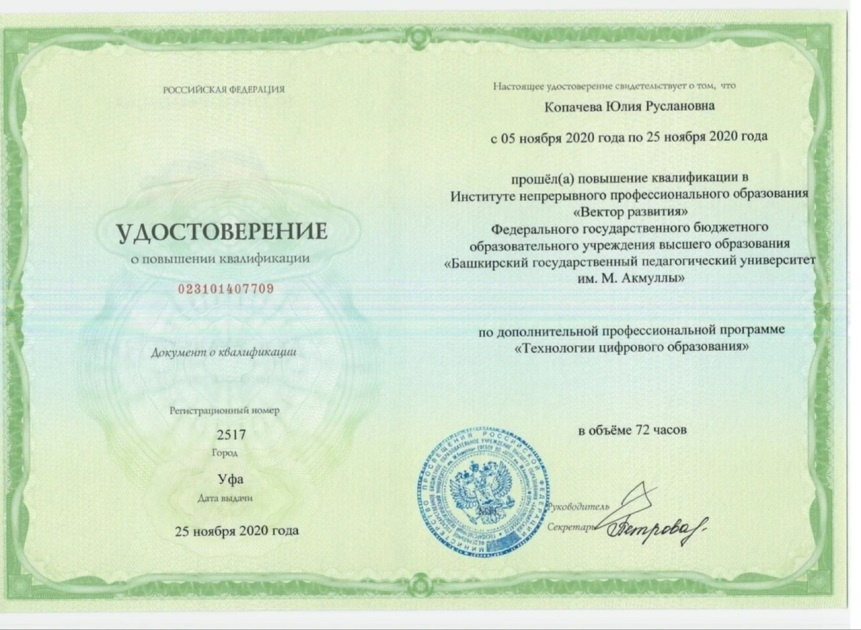 РОССИЙСКАЯ ФЕДЕРАЦИЯ
УДОСТОВЕРЕНИЕ
о повышении квалификации
023101407709
Документ о квалификации
Регистрационный номер
2517
Город
Уфа
Дата выдачи
25 ноября 2020 года
Настоящее удостоверение свидетельствует о том, что
Копачева Юлия Руслановна
с 05 ноября 2020 года по 25 ноября 2020 года
прошёл(а) повышение квалификации в
Институте непрерывного профессионального образования
«Вектор развития»
Федерального государственного бюджетного
образовательного учреждения высшего образования
«Башкирский государственный педагогический университет
им. М. Акмуллы»
по дополнительной профессиональной программе
«Технологии цифрового образования»
в объёме 72 часов
Руководитель
Секретарь
Петрова